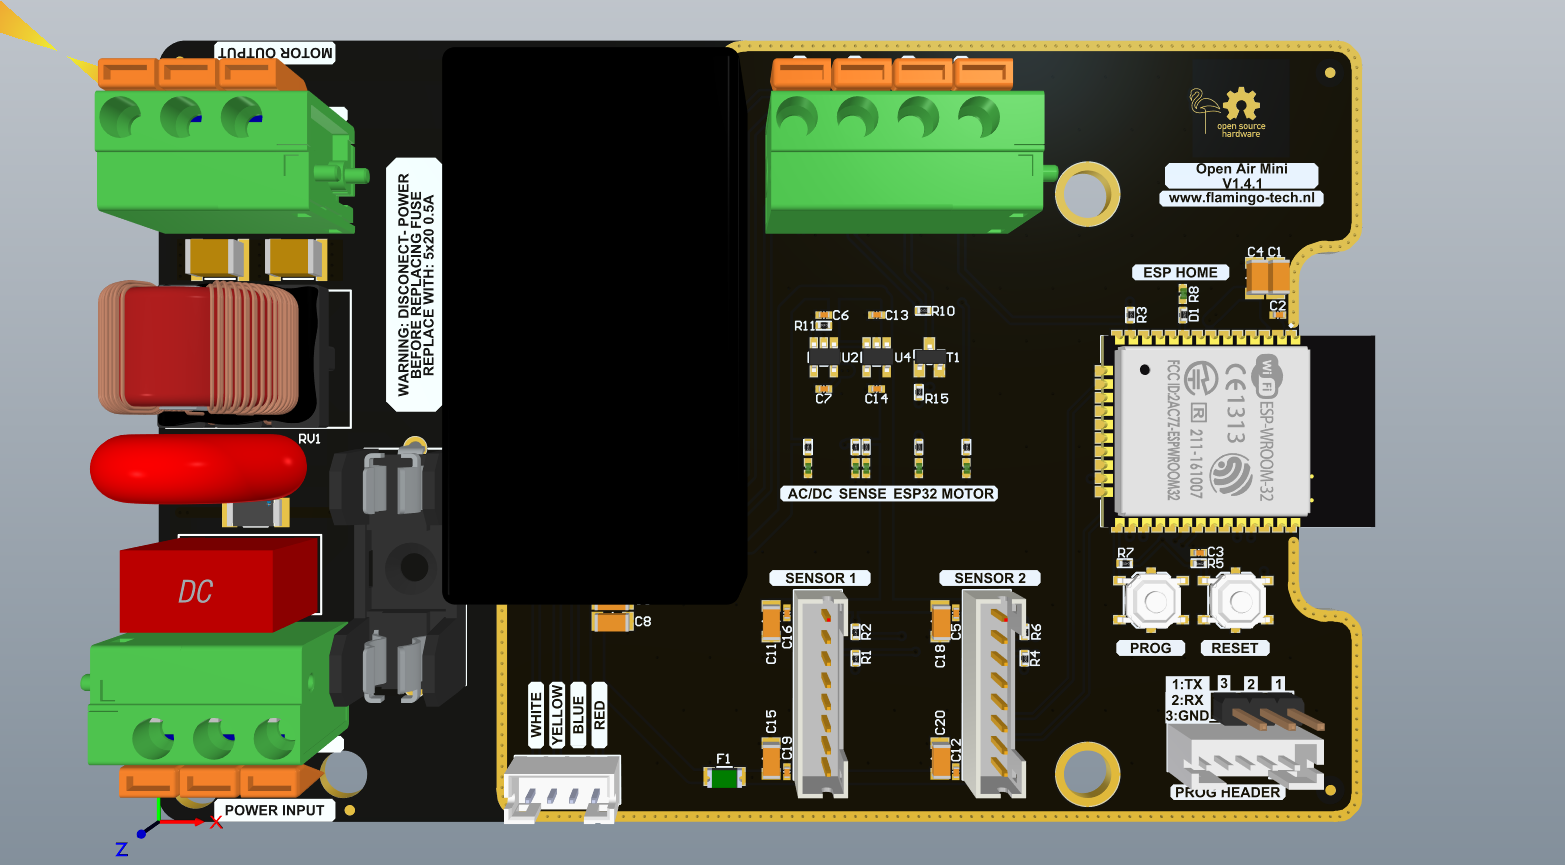 MOTOR OUTPUT
open source
hardware
Open Air Mini
V1.4.1
www.flamingo-tech.nl
WARNING: DISCONECT- POWER
BEFORE REPLACING FUSE
REPLACE WITH: 5x20 0.5A
C4 C1
ESP HOME
R8
C2
R3
D1
C6
C13
R10
R11
U2
U4
T1
C7
C14
R15
WiFi
ESP-WROOM-32
CE1313
R 211-161007
FCC ID2AC7Z-ESPWROOM32
RV1
AC/DC SENSE ESP32 MOTOR
R7
C3
R5
DC
SENSOR 1
SENSOR 2
C8
C11
C16
R2
R1
C18
C5
R6
R4
PROG
RESET
WHITE
YELLOW
BLUE
RED
1:TX
2:RX
3:GND
3 2 1
C15
C19
C20
C12
F1
PROG HEADER
POWER INPUT
X
Z